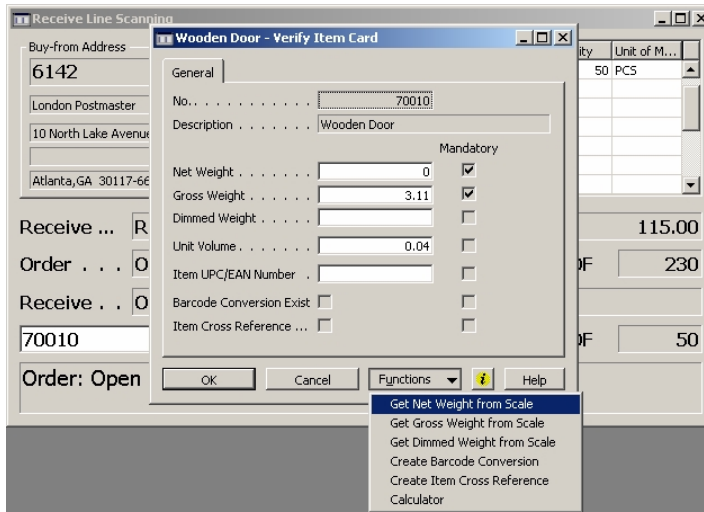 Receive Line Scanning
Buy-from Address
6142
London Postmaster
10 North Lake Avenue
Atlanta,GA 30117-66
Receive ... R
Order . . . O
Receive . . O
70010
Order: Open
Wooden Door - Verify Item Card
General
No. . . . . . . . . . . . 70010
Description . . . . . . . Wooden Door
Mandatory
Net Weight . . . . . . . 0
Gross Weight . . . . . . 3.11
Dimmed Weight . . . . .
Unit Volume . . . . . . . 0.04
Item UPC/EAN Number .
Barcode Conversion Exist
Item Cross Reference ...
OK Cancel Functions i Help
Get Net Weight from Scale
Get Gross Weight from Scale
Get Dimmed Weight from Scale
Create Barcode Conversion
Create Item Cross Reference
Calculator
ity Unit of M...
50 PCS
115.00
OF 230
OF 50